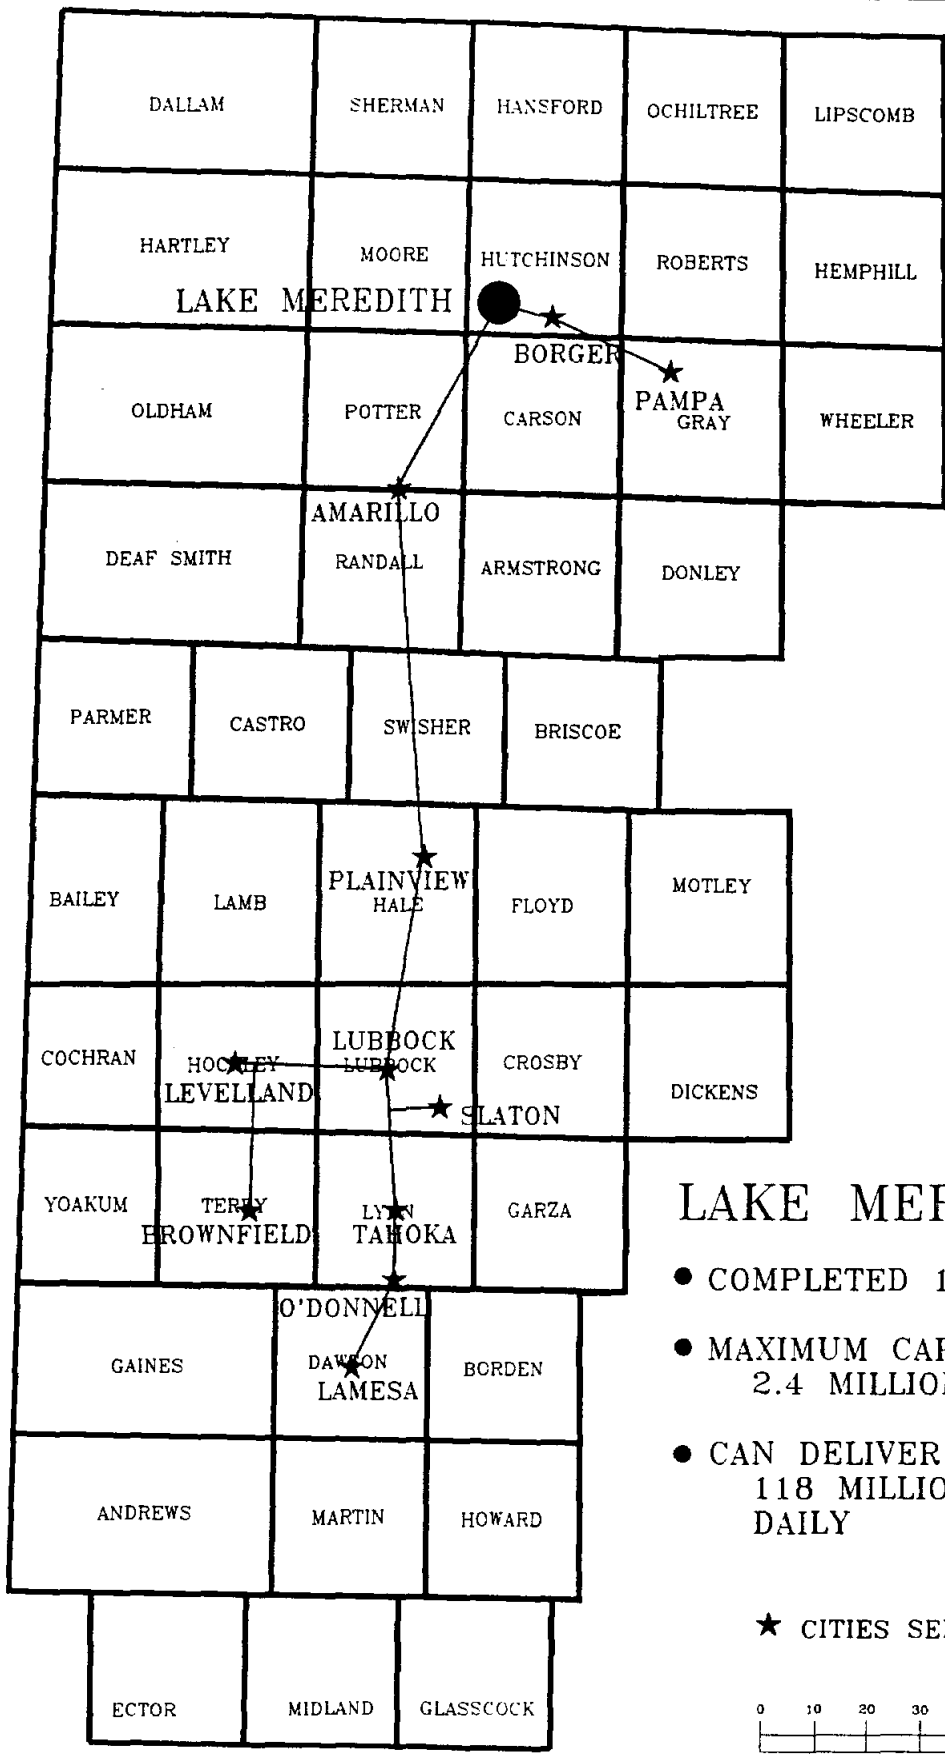 DALLAM SHERMAN HANSFORD OCHILTREE LIPSCOMB
HARTLEY MOORE HUTCHINSON ROBERTS HEMPHILL
LAKE MEREDITH
BORGER
PAMPA
OLDHAM POTTER CARSON GRAY WHEELER
AMARILLO
DEAF SMITH RANDALL ARMSTRONG DONLEY
PARMER CASTRO SWISHER BRISCOE
PLAINVIEW
BAILEY LAMB HALE FLOYD MOTLEY
LUBBOCK
COCHRAN HOCKLEY LUBBOCK CROSBY DICKENS
LEVELLAND
SLATON
YOAKUM TERRY LYNN GARZA
BROWNFIELD TAHOKA
O'DONNELL
GAINES DAWSON BORDEN
LAMESA
ANDREWS MARTIN HOWARD
ECTOR MIDLAND GLASSCOCK
LAKE MER
● COMPLETED 1
● MAXIMUM CAP
2.4 MILLION
● CAN DELIVER
118 MILLIO
DAILY
★ CITIES SE
0 10 20 30